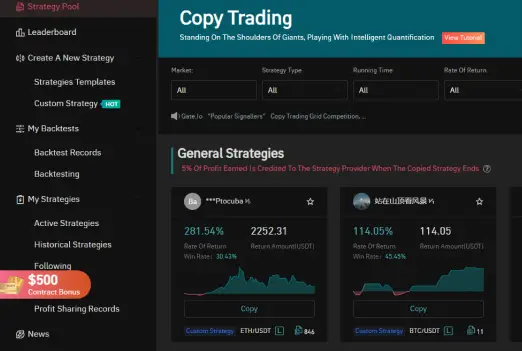 Strategy Pool
Leaderboard
Create A New Strategy
Strategies Templates
Custom Strategy HOT
My Backtests
Backtest Records
Backtesting
My Strategies
Active Strategies
Historical Strategies
Following
$500
Contract Bonus
Profit Sharing Records
News
Copy Trading
Standing On The Shoulders Of Giants, Playing With Intelligent Quantification View Tutorial
Market: Strategy Type Running Time Rate Of Return
All All All All
Gate.io "Popular Signallers" Copy Trading Grid Competition, ...
General Strategies
5% Of Profit Earned Is Credited To The Strategy Provider When The Copied Strategy Ends
Ba ***Ptocuba
281.54% 2252.31
Rate Of Return Return Amount(USDT)
Win Rate: 30.43%
Copy
Custom Strategy ETH/USDT L 846
站在山顶看风景
114.05% 114.05
Rate Of Return Return Amount(USDT)
Win Rate: 45.45%
Copy
Custom Strategy BTC/USDT L 11